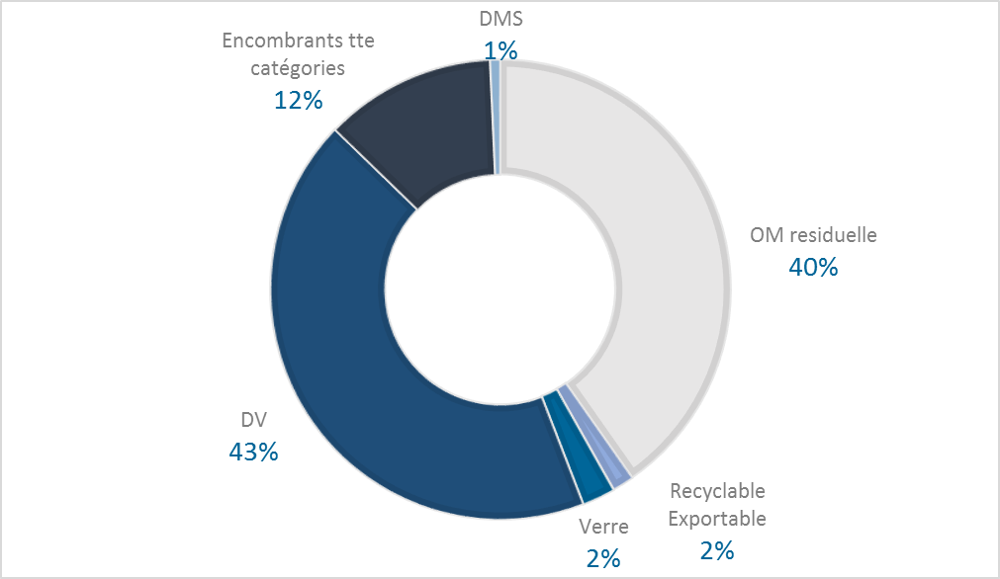 DMS
1%
Encombrants tte
catégories
12%
OM residuelle
40%
DV
43%
Recyclable
Exportable
2%
Verre
2%